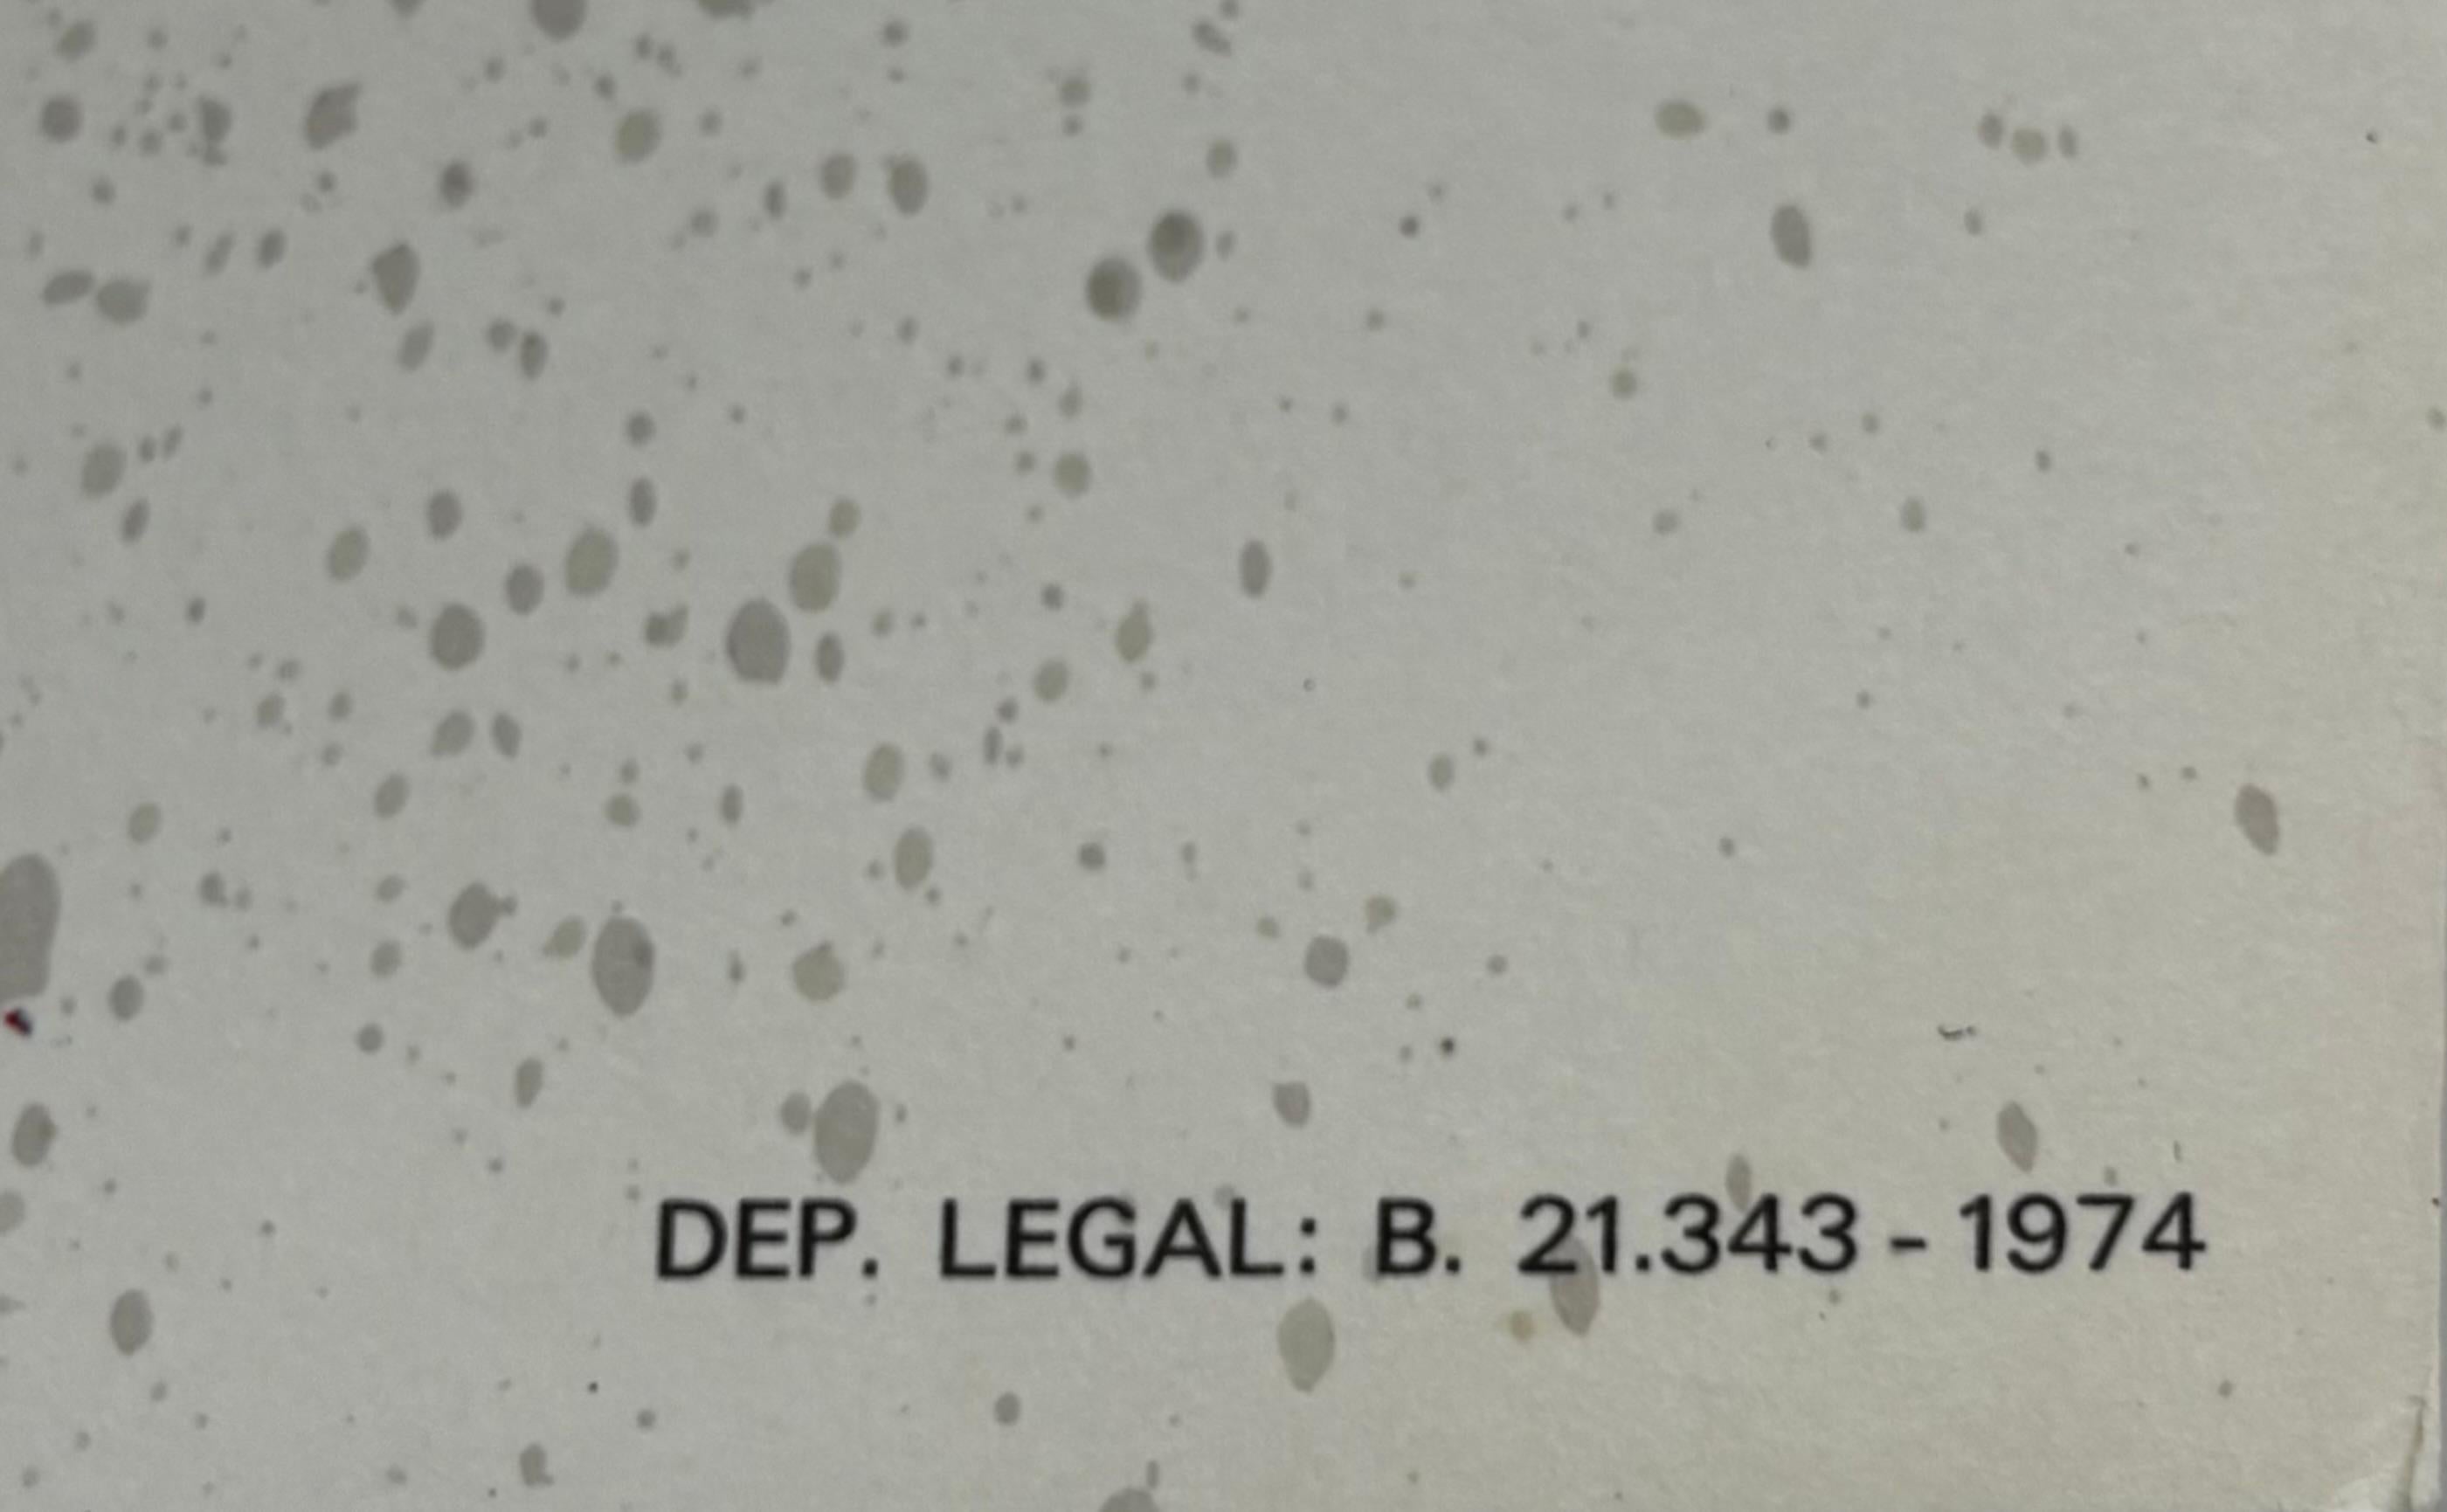 DEP. LEGAL: B. 21.343 - 1974